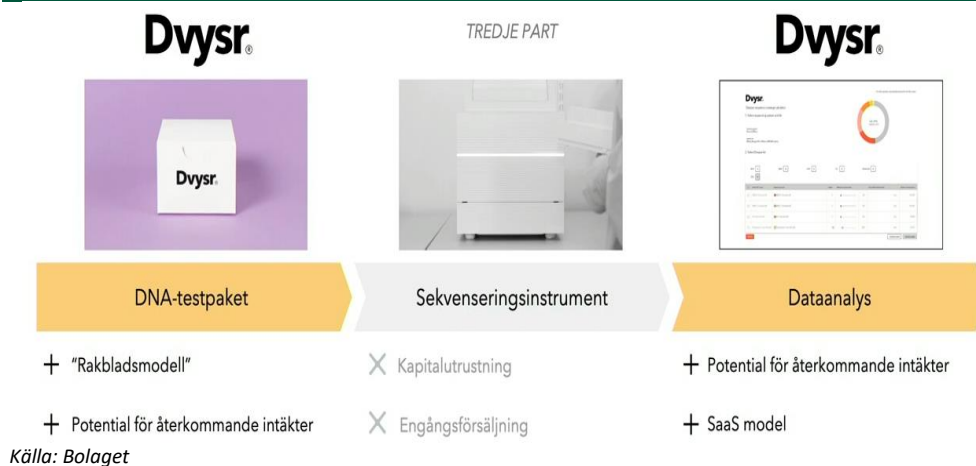 Dvysr®
TREDJE PART
Dvysr®
Dvysr.
Dvysr.
DNA-testpaket
Sekvenseringsinstrument
Dataanalys
+ “Rakbladsmodell”
X Kapitalutrustning
+ Potential för återkommande intäkter
+ Potential för återkommande intäkter
X Engångsförsäljning
+ SaaS model
Källa: Bolaget